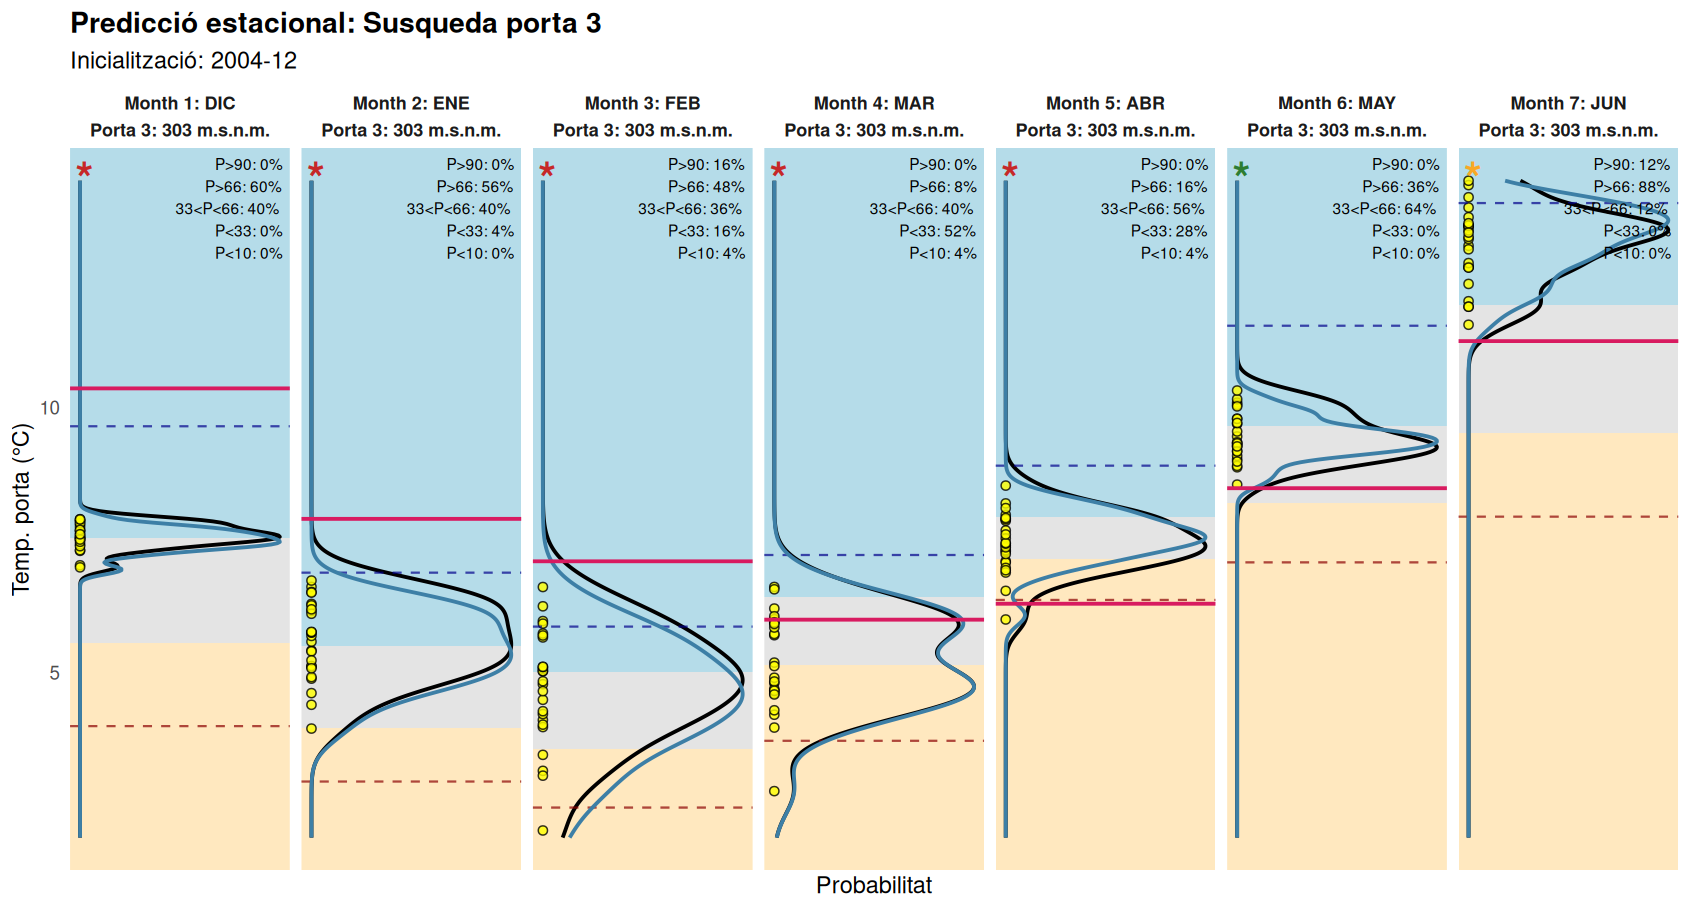 Predicció estacional: Susqueda porta 3
Inicialització: 2004-12
Month 1: DIC
Porta 3: 303 m.s.n.m.
Month 2: ENE
Porta 3: 303 m.s.n.m.
Month 3: FEB
Porta 3: 303 m.s.n.m.
Month 4: MAR
Porta 3: 303 m.s.n.m.
Month 5: ABR
Porta 3: 303 m.s.n.m.
Month 6: MAY
Porta 3: 303 m.s.n.m.
Month 7: JUN
Porta 3: 303 m.s.n.m.
*
P>90: 0%
P>66: 60%
33<P<66: 40%
P<33: 0%
P<10: 0%
*
P>90: 0%
P>66: 56%
33<P<66: 40%
P<33: 4%
P<10: 0%
*
P>90: 16%
P>66: 48%
33<P<66: 36%
P<33: 16%
P<10: 4%
*
P>90: 0%
P>66: 8%
33<P<66: 40%
P<33: 52%
P<10: 4%
*
P>90: 0%
P>66: 16%
33<P<66: 56%
P<33: 28%
P<10: 4%
*
P>90: 0%
P>66: 36%
33<P<66: 64%
P<33: 0%
P<10: 0%
*
P>90: 12%
P>66: 88%
33<P<66: 12%
P<33: 0%
P<10: 0%
10
5
Temp. porta (°C)
Probabilitat